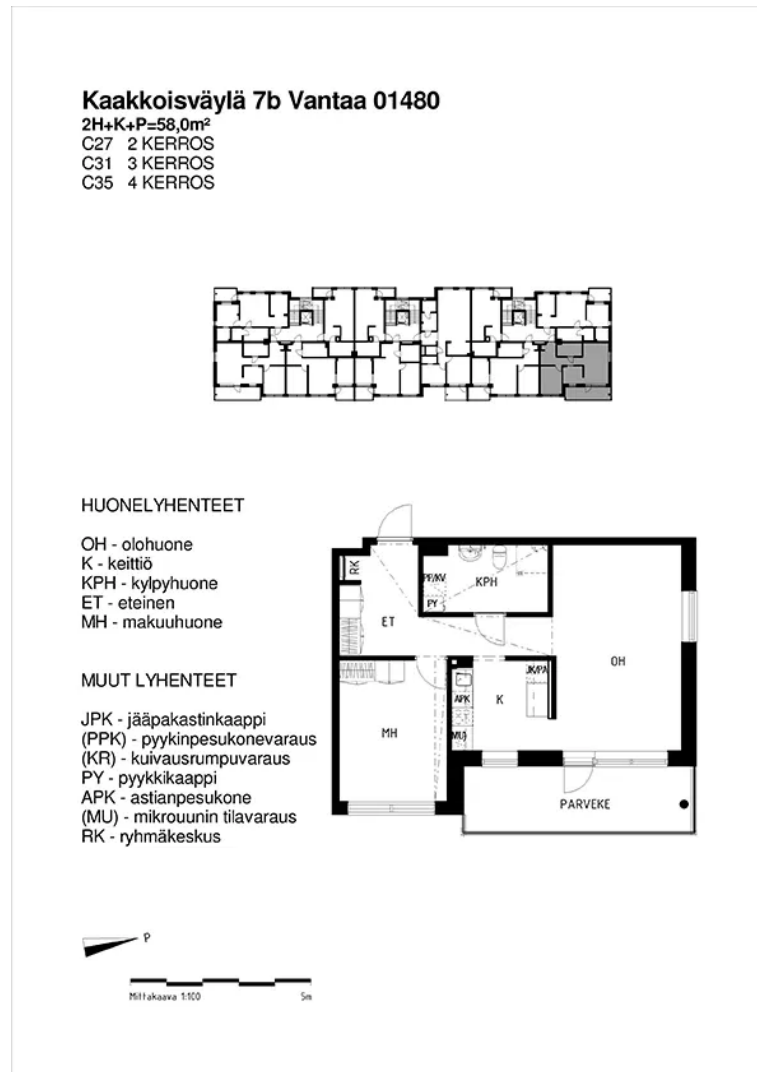 Kaakkoisväylä 7b Vantaa 01480
2H+K+P=58,0m²
C27 2 KERROS
C31 3 KERROS
C35 4 KERROS
HUONELYHENTEET
OH - olohuone
K - keittiö
KPH - kylpyhuone
ET - eteinen
MH - makuuhuone
MUUT LYHENTEET
JPK - jääpakastinkaappi
(PPK) - pyykinpesukonevaraus
(KR) - kuivausrumpuvaraus
PY - pyykkikaappi
APK - astianpesukone
(MU) - mikrouunin tilavaraus
RK - ryhmäkeskus
RK
PP/KV
KPH
PY
ET
OH
JK/PA
APK
K
MH
MU)
PARVEKE
P
Mittakaava 1:100
5m